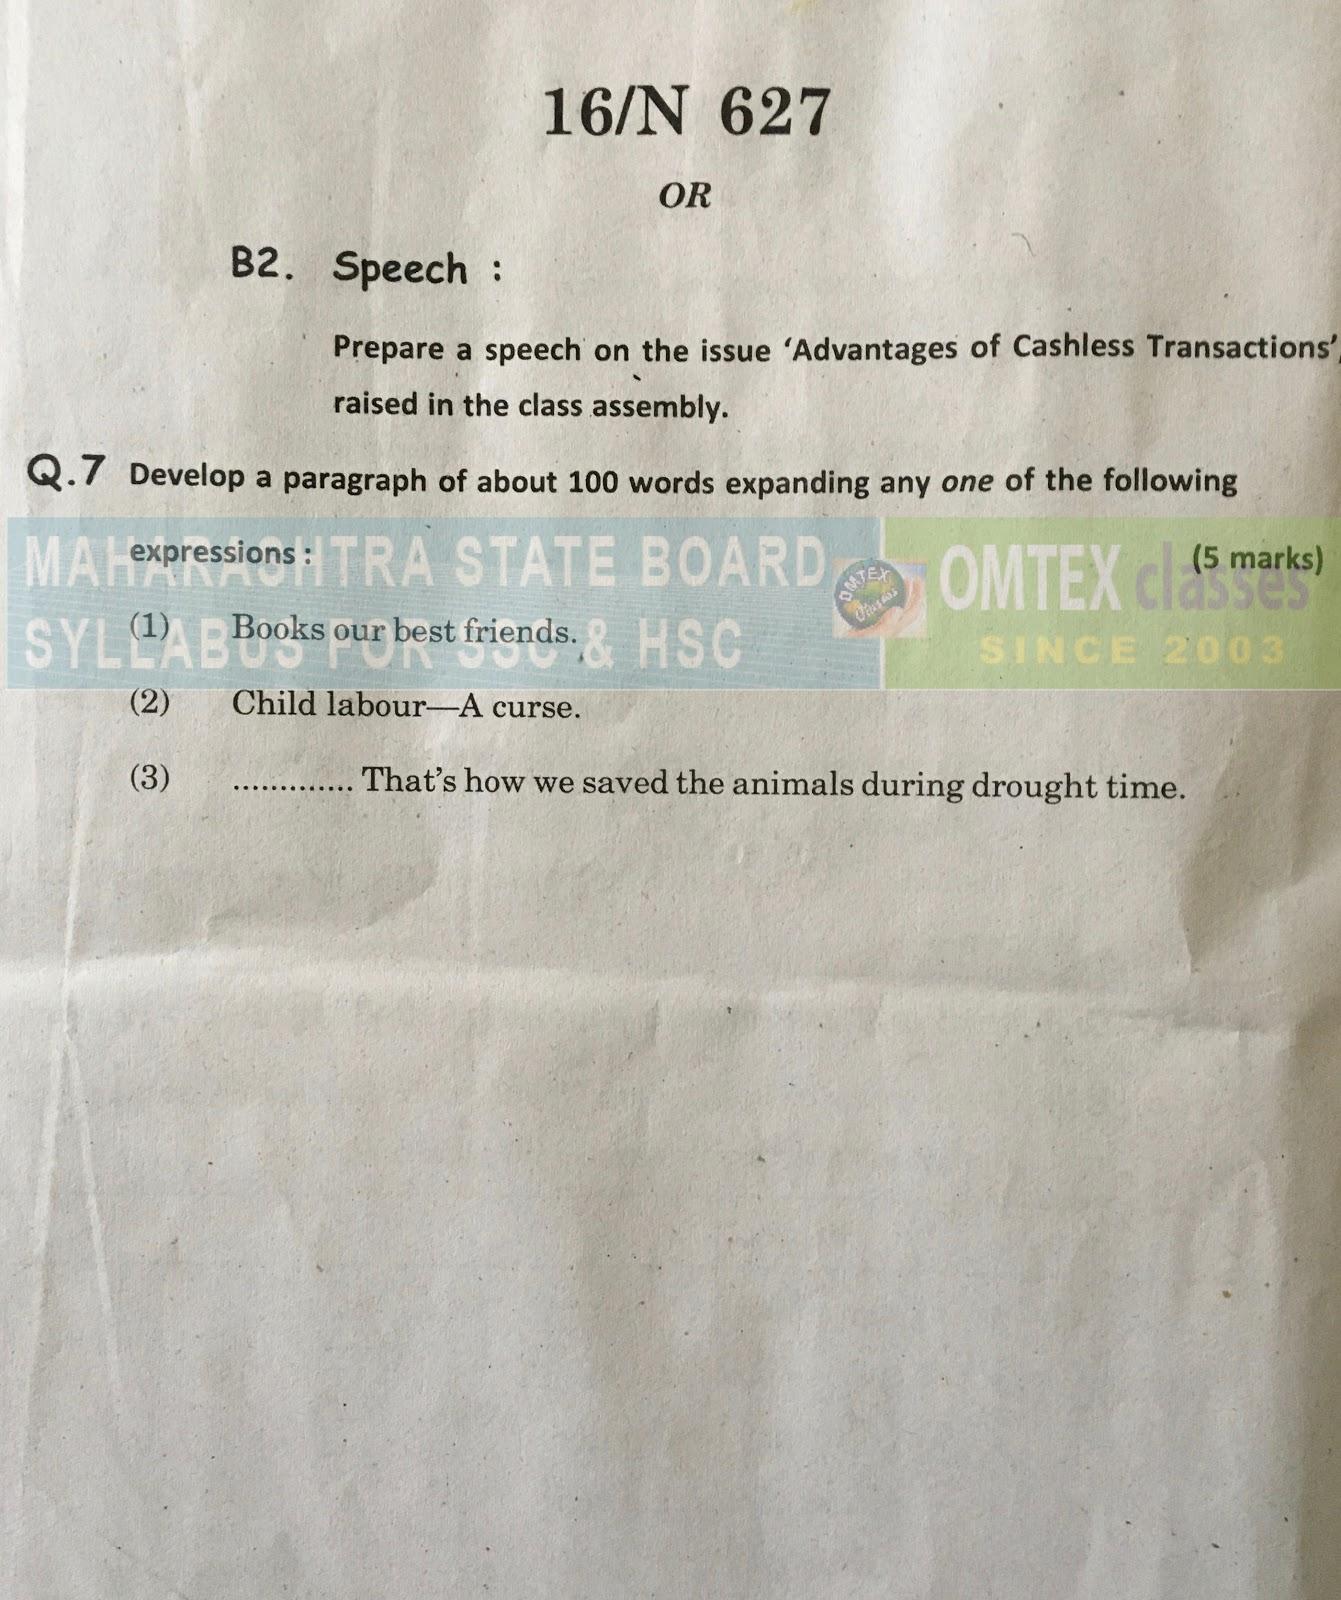 16/N 627
OR
B2. Speech :
Prepare a speech on the issue ‘Advantages of Cashless Transactions’,
raised in the class assembly.
Q.7 Develop a paragraph of about 100 words expanding any one of the following
expressions : (5 marks)
MAHARASHTRA STATE BOARD
SYLLABUS FOR SSC & HSC
OMTEX classes
SINCE 2003
OMTEX
classes
(1) Books our best friends.
(2) Child labour—A curse.
(3) ............. That's how we saved the animals during drought time.